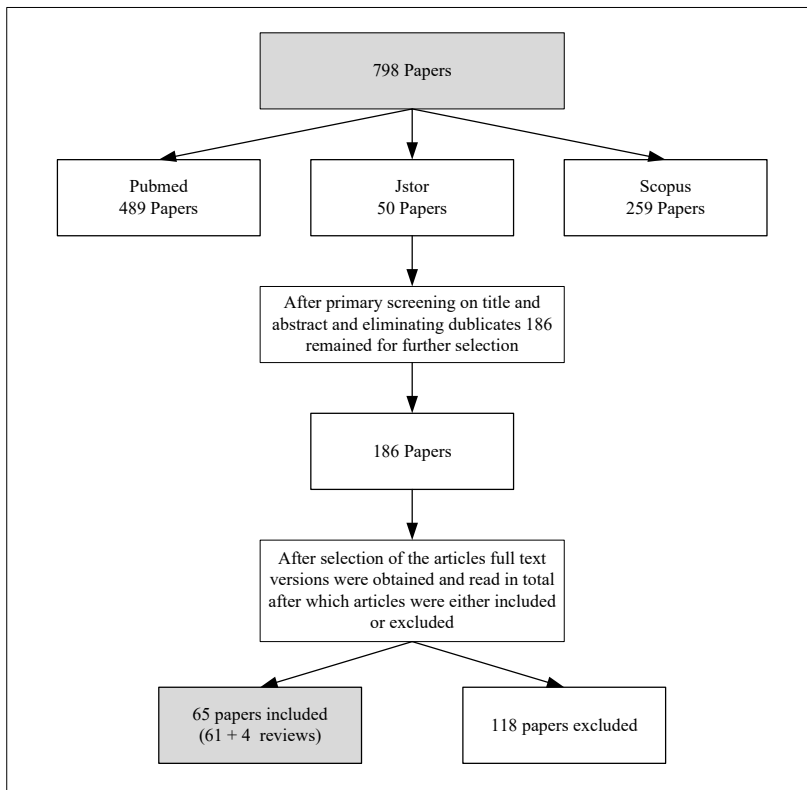 798 Papers
Pubmed
489 Papers
Jstor
50 Papers
Scopus
259 Papers
After primary screening on title and
abstract and eliminating dublicates 186
remained for further selection
186 Papers
After selection of the articles full text
versions were obtained and read in total
after which articles were either included
or excluded
65 papers included
(61 + 4 reviews)
118 papers excluded